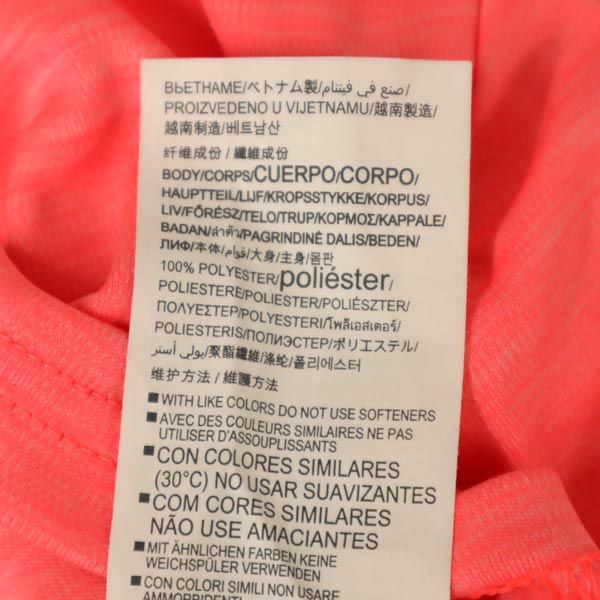 ВЬЕТНАМЕ/ベトナム製/صنع في فيتنام/
PROIZVEDENO U VIJETNAMU/越南製造/
越南制造/베트남산
纤维成份 / 纖維成份
BODY/CORPS/CUERPO/CORPO/
HAUPTTEIL/LIJF/KROPSSTYKKE/KORPUS/
LIV/FŐRÉSZ/TELO/TRUP/ΚΟΡΜΟΣ/KAPPALE/
BADAN/ลำตัว/PAGRINDINĖ DALIS/BEDEN/
ЛИФ/本体/قوام/大身/主身/몸판
100% POLYESTER/poliéster/
POLIESTERE/POLIESTER/POLIÉSZTER/
ΠΟΛΥΕΣΤΕΡ/POLYESTER/โพลีเอสเตอร์/
POLIESTERIS/ПОЛИЭСТЕР/ポリエステル/
بولي أستر/聚酯纖維/涤纶/폴리에스터
维护方法 / 維護方法
WITH LIKE COLORS DO NOT USE SOFTENERS
AVEC DES COULEURS SIMILAIRES NE PAS
UTILISER D'ASSOUPLISSANTS
CON COLORES SIMILARES
(30°C) NO USAR SUAVIZANTES
COM CORES SIMILARES
NÃO USE AMACIANTES
MIT ÄHNLICHEN FARBEN KEINE
WEICHSPÜLER VERWENDEN
CON COLORI SIMILI NON USARE
AMMORBIDENTI